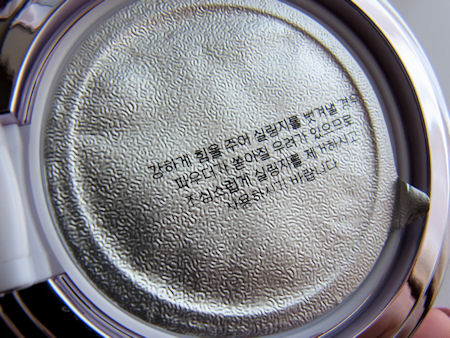 강하게 힘을 주어 실링지를 벗겨낼 경우
파우더가 쏟아질 우려가 있으므로
조심스럽게 실링지를 제거하시고
사용하시기 바랍니다